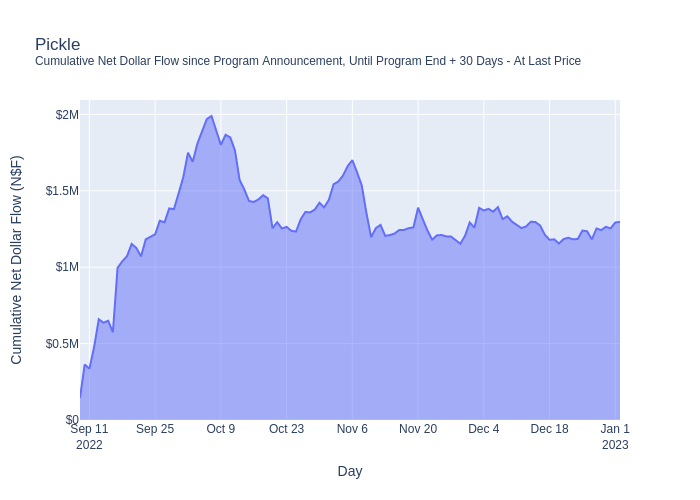 Pickle
Cumulative Net Dollar Flow since Program Announcement, Until Program End + 30 Days - At Last Price
Cumulative Net Dollar Flow (N$F)
$2M
$1.5M
$1M
$0.5M
$0
Sep 11
2022
Sep 25
Oct 9
Oct 23
Nov 6
Nov 20
Dec 4
Dec 18
Jan 1
2023
Day